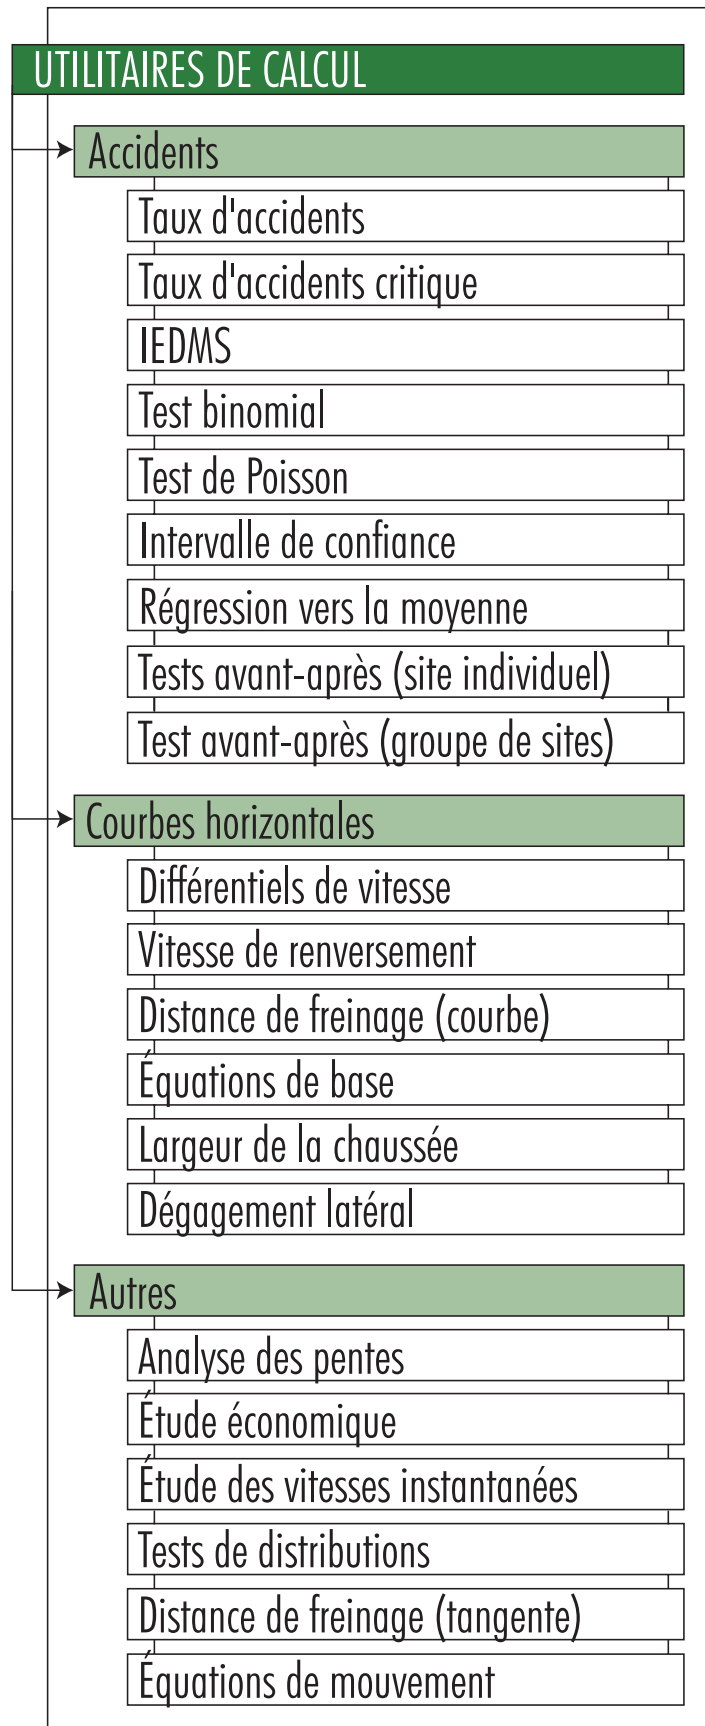 UTILITAIRES DE CALCUL
Accidents
Taux d'accidents
Taux d'accidents critique
IEDMS
Test binomial
Test de Poisson
Intervalle de confiance
Régression vers la moyenne
Tests avant-après (site individuel)
Test avant-après (groupe de sites)
Courbes horizontales
Différentiels de vitesse
Vitesse de renversement
Distance de freinage (courbe)
Équations de base
Largeur de la chaussée
Dégagement latéral
Autres
Analyse des pentes
Étude économique
Étude des vitesses instantanées
Tests de distributions
Distance de freinage (tangente)
Équations de mouvement